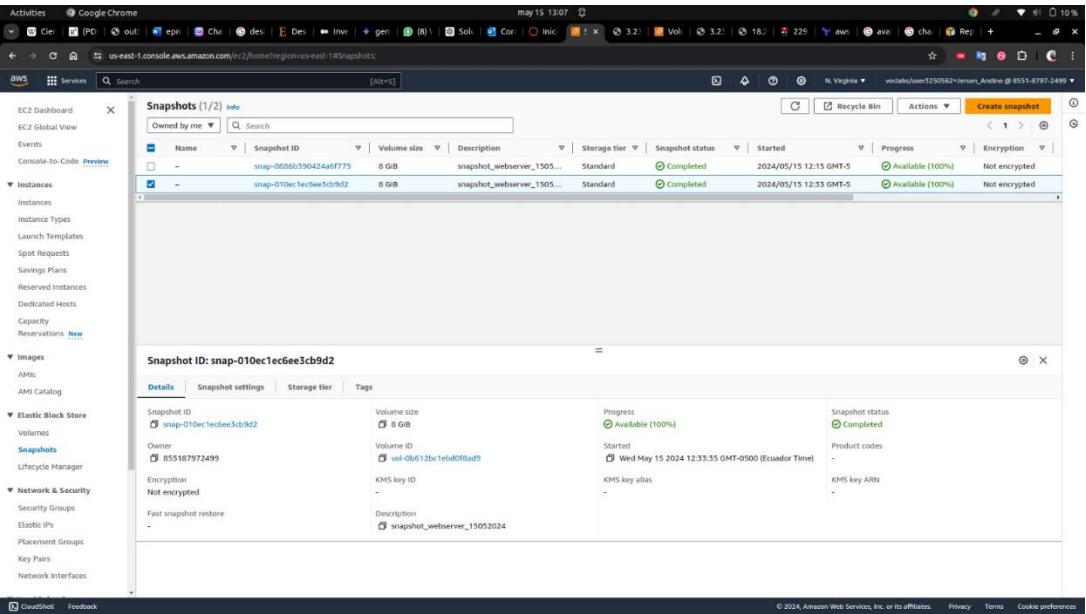 Activities Google Chrome may 15 13:07 10 %
us-east-1.console.aws.amazon.com/ec2/home?region=us-east-1#Snapshots:
aws Services Search [Alt+S] N. Virginia voclabs/user3250562=Jerson_Andino @ 8551-8797-2499
EC2 Dashboard
EC2 Global View
Events
Console-to-Code Preview
Instances
Instances
Instance Types
Launch Templates
Spot Requests
Savings Plans
Reserved Instances
Dedicated Hosts
Capacity
Reservations New
Images
AMIs
AMI Catalog
Elastic Block Store
Volumes
Snapshots
Lifecycle Manager
Network & Security
Security Groups
Elastic IPs
Placement Groups
Key Pairs
Network Interfaces
Snapshots (1/2) Info Recycle Bin Actions Create snapshot
Owned by me Search 1
Name Snapshot ID Volume size Description Storage tier Snapshot status Started Progress Encryption
– snap-0886b390424a6f775 8 GiB snapshot_webserver_1505... Standard Completed 2024/05/15 12:15 GMT-5 Available (100%) Not encrypted
– snap-010ec1ec6ee3cb9d2 8 GiB snapshot_webserver_1505... Standard Completed 2024/05/15 12:33 GMT-5 Available (100%) Not encrypted
Snapshot ID: snap-010ec1ec6ee3cb9d2
Details Snapshot settings Storage tier Tags
Snapshot ID Volume size Progress Snapshot status
snap-010ec1ec6ee3cb9d2 8 GiB Available (100%) Completed
Owner Volume ID Started Product codes
855187972499 vol-0b612bc1ebd0f8ad9 Wed May 15 2024 12:33:35 GMT-0500 (Ecuador Time) –
Encryption KMS key ID KMS key alias KMS key ARN
Not encrypted – – –
Fast snapshot restore Description
– snapshot_webserver_15052024
CloudShell Feedback © 2024, Amazon Web Services, Inc. or its affiliates. Privacy Terms Cookie preferences